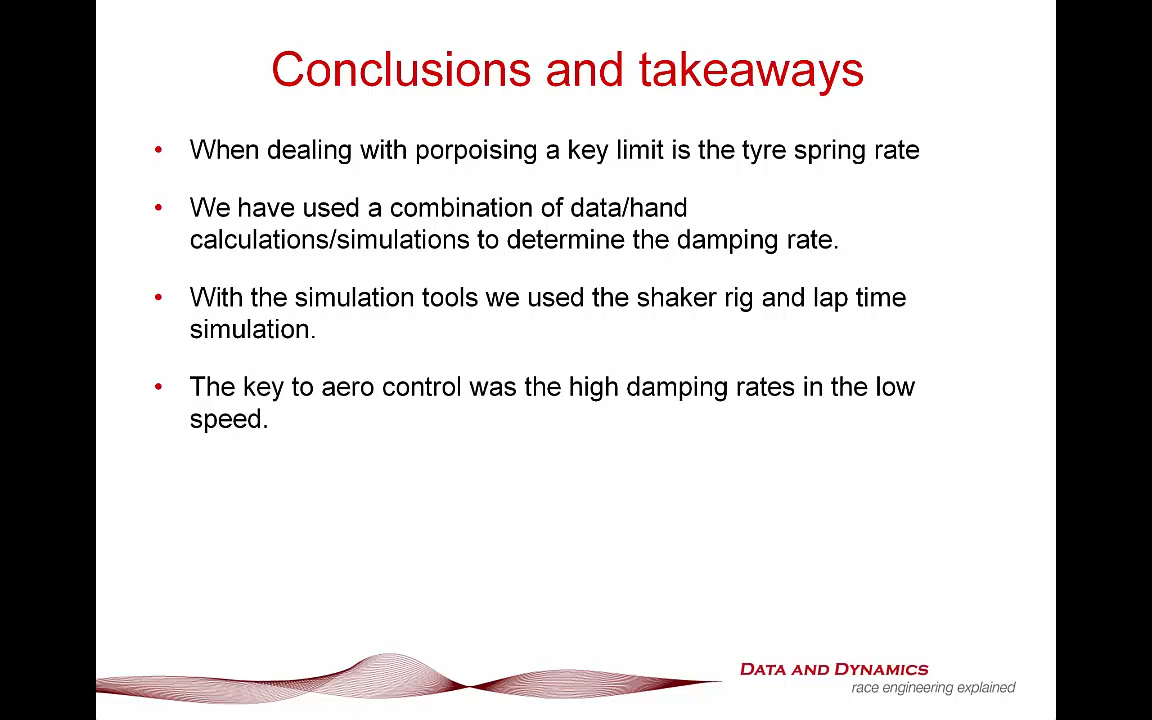 Conclusions and takeaways
• When dealing with porpoising a key limit is the tyre spring rate
• We have used a combination of data/hand
calculations/simulations to determine the damping rate.
• With the simulation tools we used the shaker rig and lap time
simulation.
• The key to aero control was the high damping rates in the low
speed.
DATA AND DYNAMICS
race engineering explained